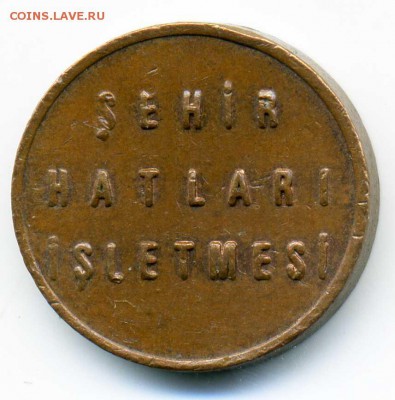 COINS.LAVE.RU
ŞEHİR
HATLARI
İŞLETMESİ